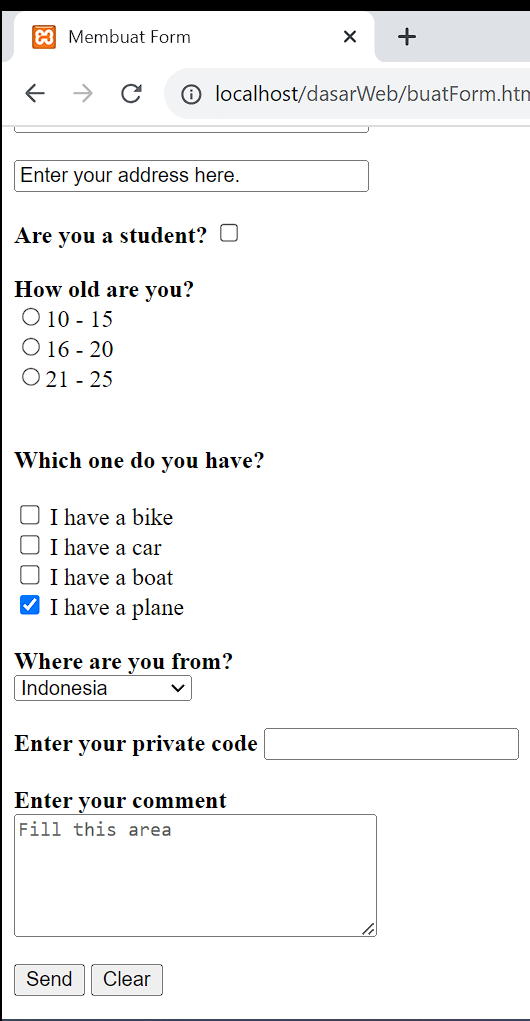 Membuat Form
localhost/dasarWeb/buatForm.htm
Enter your address here.
Are you a student?
How old are you?
10 - 15
16 - 20
21 - 25
Which one do you have?
I have a bike
I have a car
I have a boat
I have a plane
Where are you from?
Indonesia
Enter your private code
Enter your comment
Fill this area
Send Clear